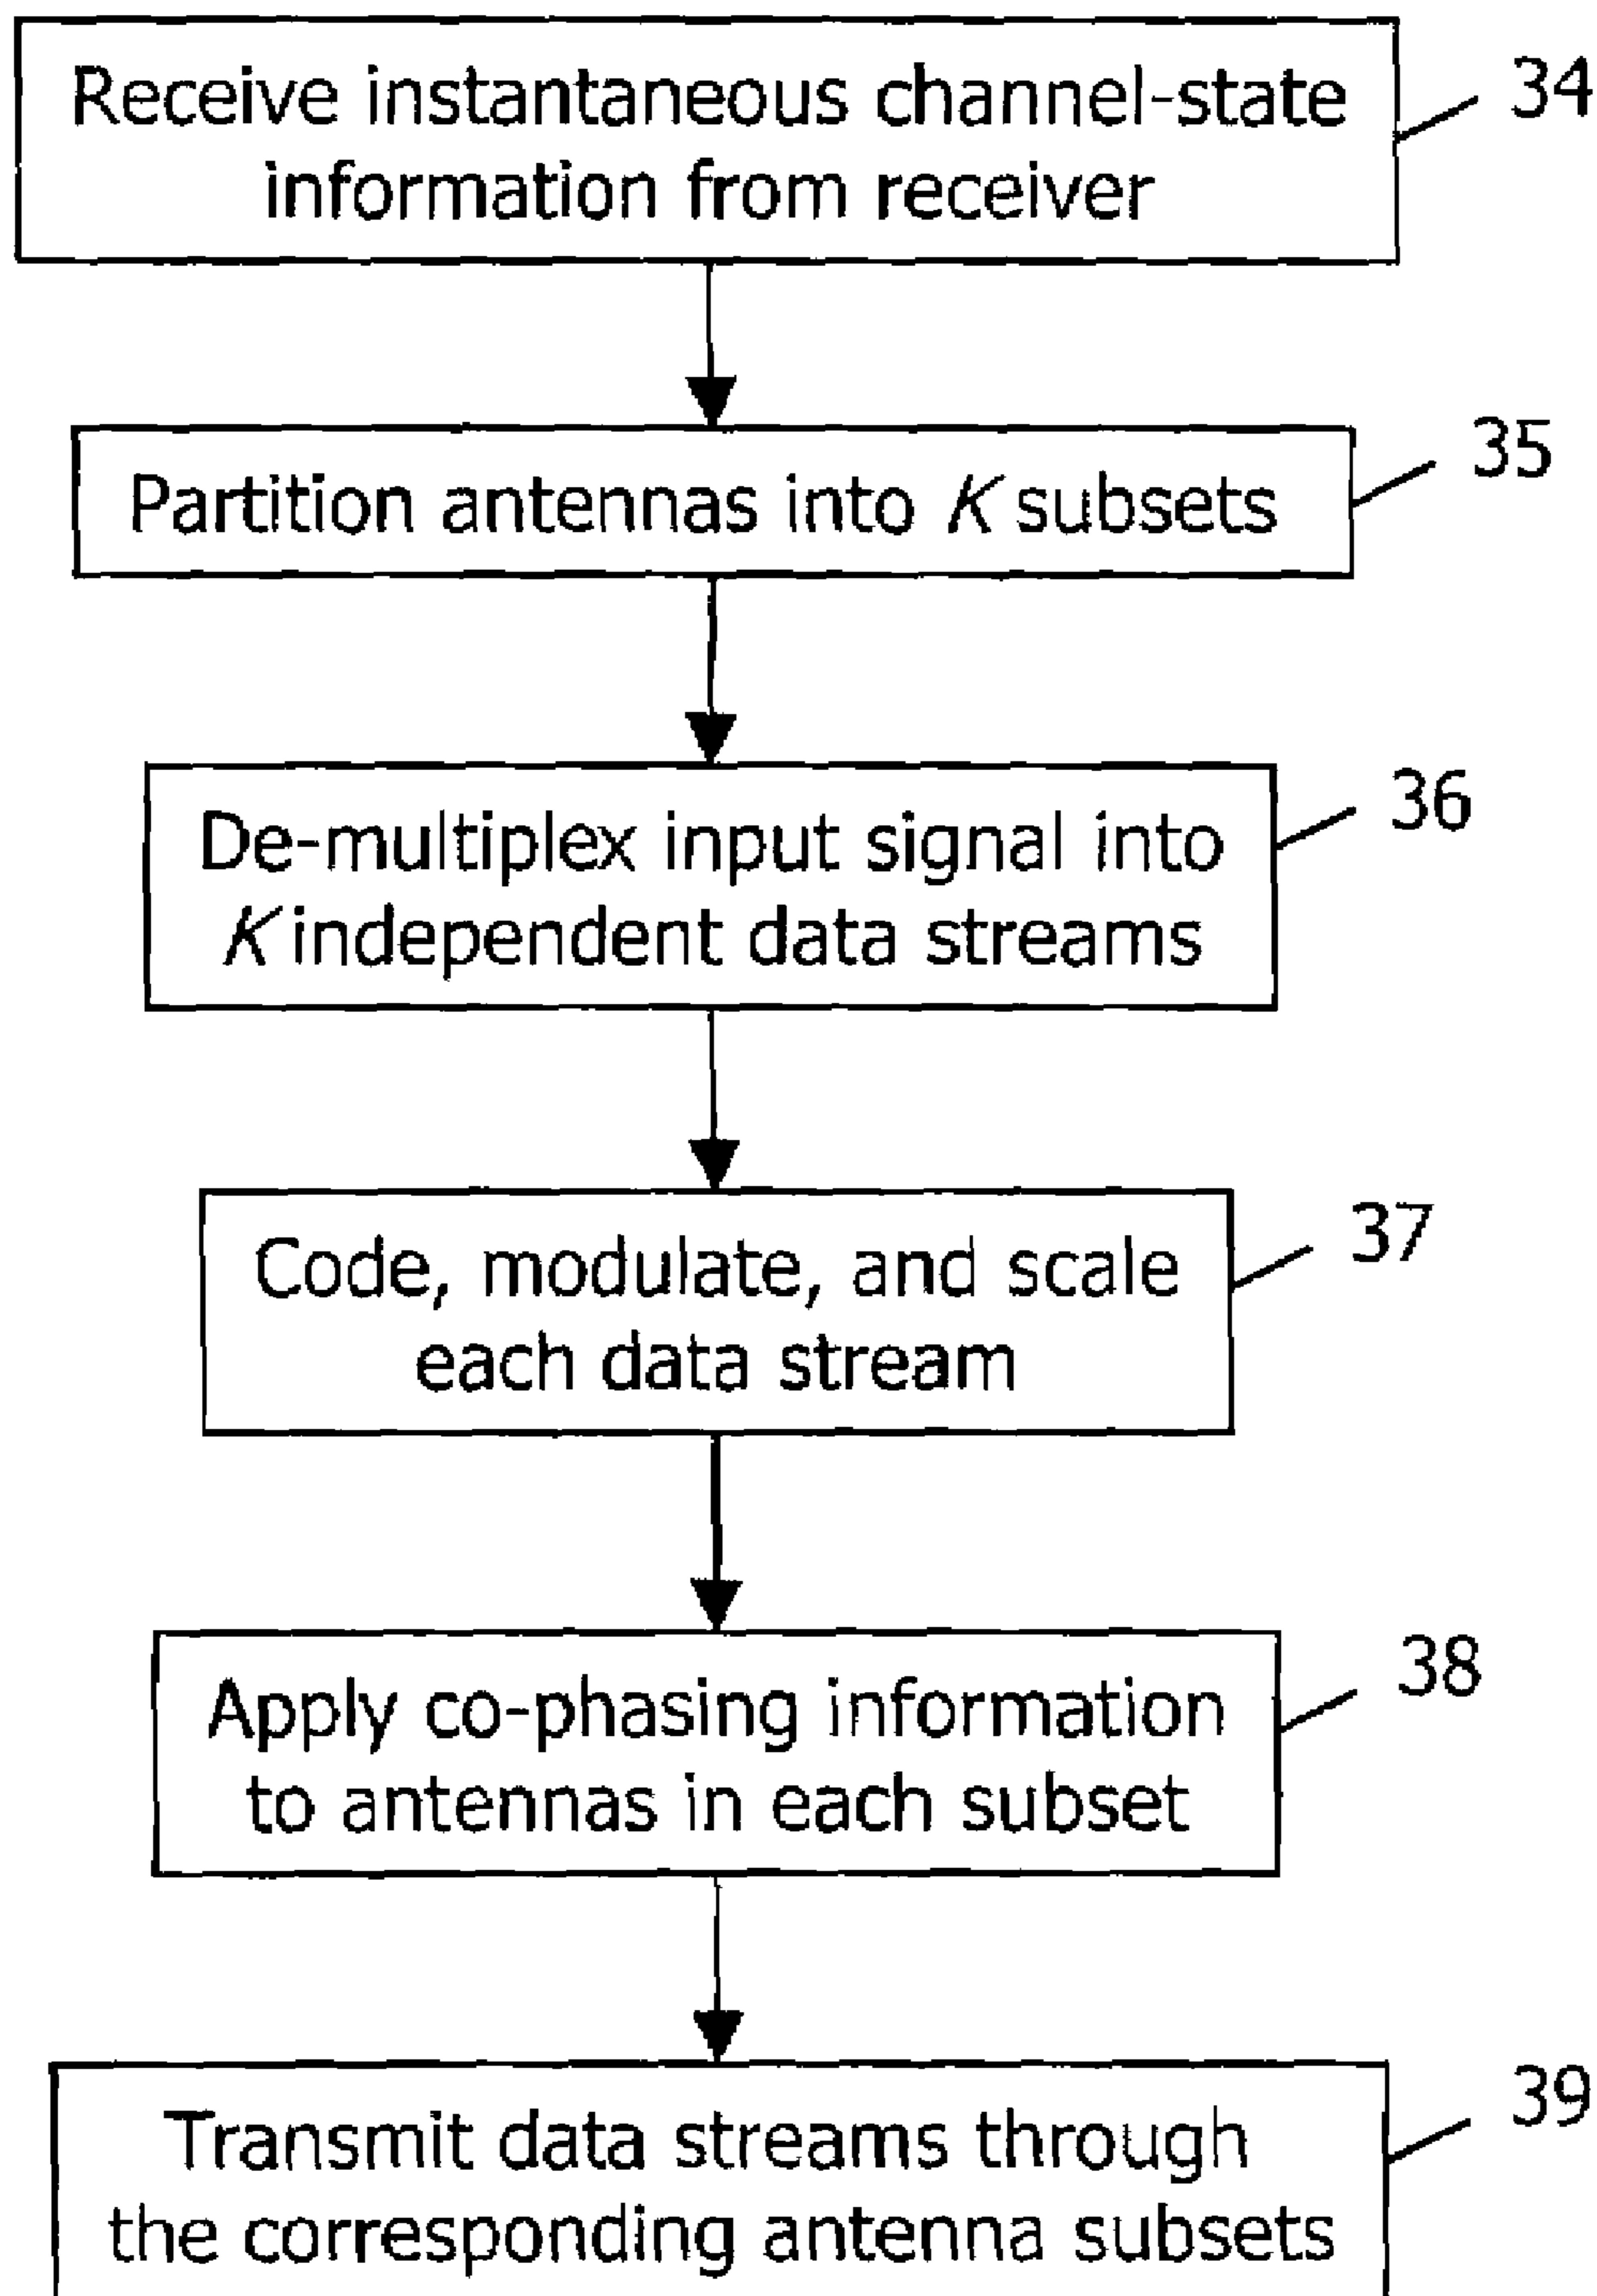 Receive instantaneous channel-state
information from receiver
34
Partition antennas into K subsets
35
De-multiplex input signal into
K independent data streams
36
Code, modulate, and scale
each data stream
37
Apply co-phasing information
to antennas in each subset
38
Transmit data streams through
the corresponding antenna subsets
39